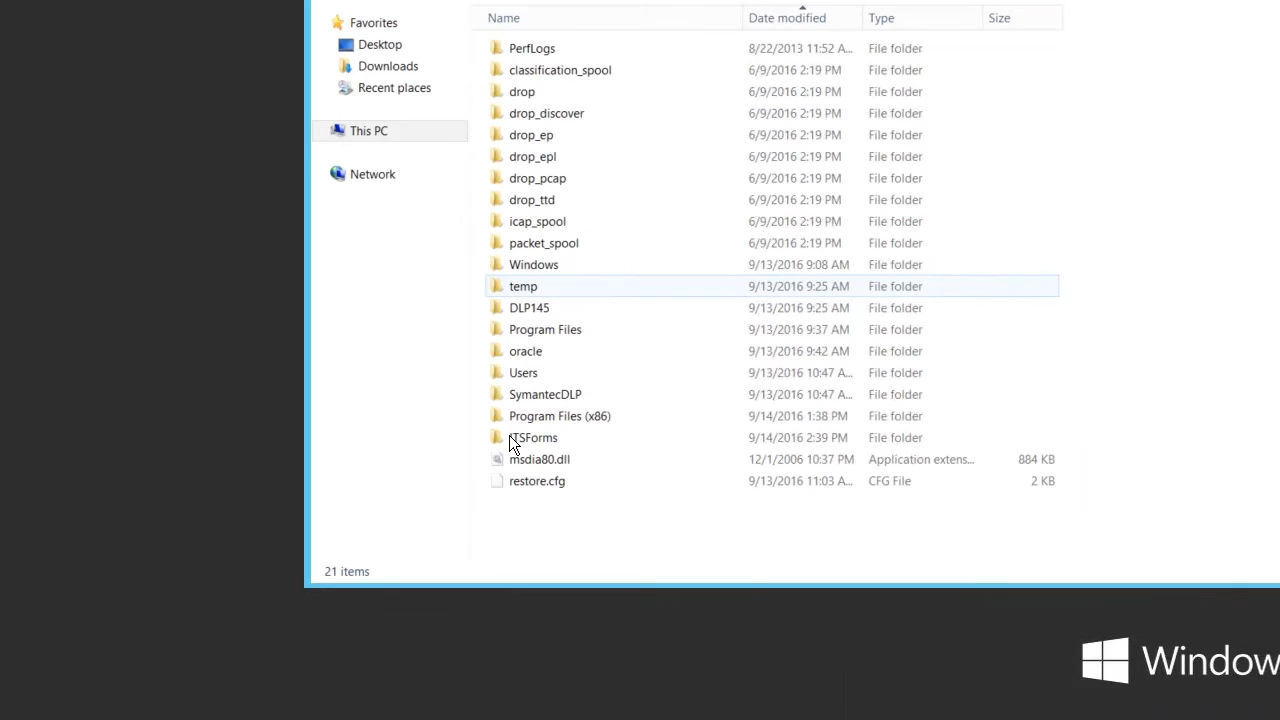 Favorites
Desktop
Downloads
Recent places
This PC
Network
Name Date modified Type Size
PerfLogs 8/22/2013 11:52 A... File folder
classification_spool 6/9/2016 2:19 PM File folder
drop 6/9/2016 2:19 PM File folder
drop_discover 6/9/2016 2:19 PM File folder
drop_ep 6/9/2016 2:19 PM File folder
drop_epl 6/9/2016 2:19 PM File folder
drop_pcap 6/9/2016 2:19 PM File folder
drop_ttd 6/9/2016 2:19 PM File folder
icap_spool 6/9/2016 2:19 PM File folder
packet_spool 6/9/2016 2:19 PM File folder
Windows 9/13/2016 9:08 AM File folder
temp 9/13/2016 9:25 AM File folder
DLP145 9/13/2016 9:25 AM File folder
Program Files 9/13/2016 9:37 AM File folder
oracle 9/13/2016 9:42 AM File folder
Users 9/13/2016 10:47 A... File folder
SymantecDLP 9/13/2016 10:47 A... File folder
Program Files (x86) 9/14/2016 1:38 PM File folder
9/14/2016 2:39 PM File folder
msdia80.dll 12/1/2006 10:37 PM Application extens... 884 KB
restore.cfg 9/13/2016 11:03 A... CFG File 2 KB
21 items
Window